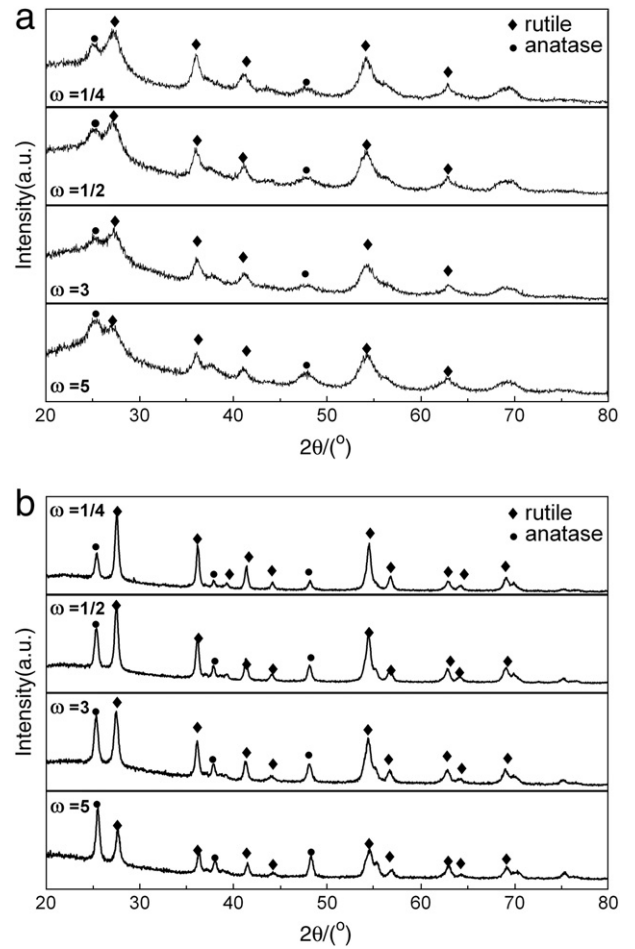 a
◆ rutile
● anatase
ω =1/4
ω =1/2
ω =3
ω =5
Intensity(a.u.)
20 30 40 50 60 70 80
2θ/(°)
b
ω =1/4
◆ rutile
● anatase
ω =1/2
ω =3
ω =5
Intensity(a.u.)
20 30 40 50 60 70 80
2θ/(°)